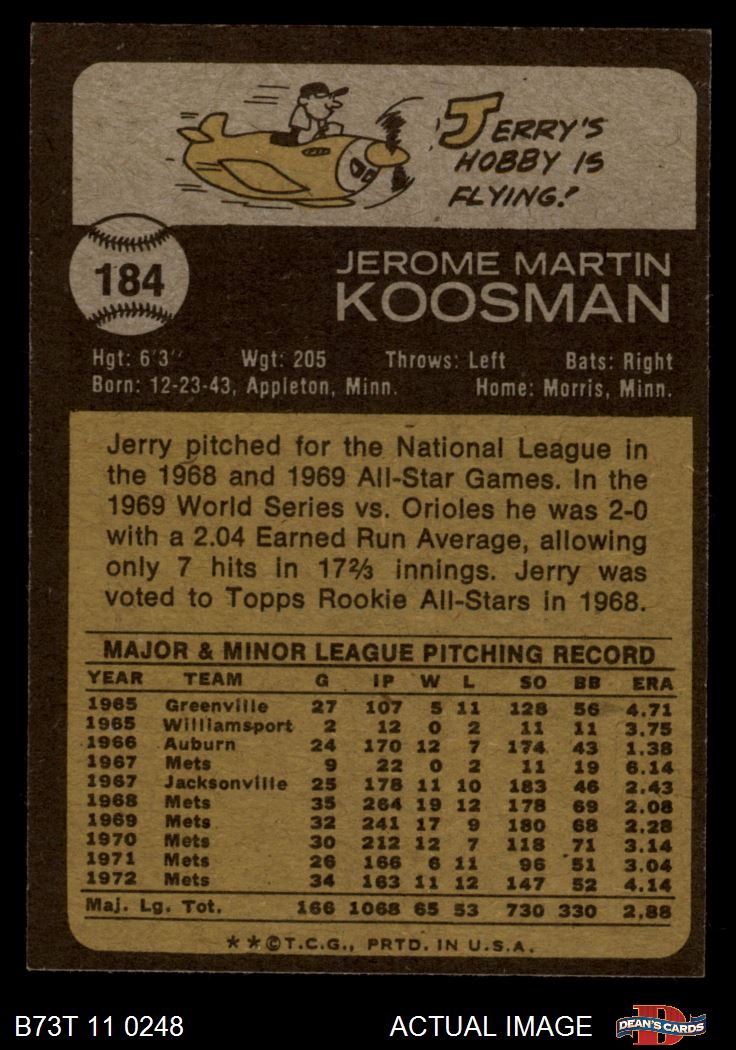 JERRY'S
HOBBY IS
FLYING!
184
JEROME MARTIN
KOOSMAN
Hgt: 6'3" Wgt: 205 Throws: Left Bats: Right
Born: 12-23-43, Appleton, Minn. Home: Morris, Minn.
Jerry pitched for the National League in
the 1968 and 1969 All-Star Games. In the
1969 World Series vs. Orioles he was 2-0
with a 2.04 Earned Run Average, allowing
only 7 hits in 17⅔ innings. Jerry was
voted to Topps Rookie All-Stars in 1968.
MAJOR & MINOR LEAGUE PITCHING RECORD
YEAR TEAM G IP W L SO BB ERA
1965 Greenville 27 107 5 11 128 56 4.71
1965 Williamsport 2 12 0 2 11 11 3.75
1966 Auburn 24 170 12 7 174 43 1.38
1967 Mets 9 22 0 2 11 19 6.14
1967 Jacksonville 25 178 11 10 183 46 2.43
1968 Mets 35 264 19 12 178 69 2.08
1969 Mets 32 241 17 9 180 68 2.28
1970 Mets 30 212 12 7 118 71 3.14
1971 Mets 26 166 6 11 96 51 3.04
1972 Mets 34 163 11 12 147 52 4.14
Maj. Lg. Tot. 166 1068 65 53 730 330 2.88
**©T.C.G., PRTD. IN U.S.A.
B73T 11 0248 ACTUAL IMAGE DEAN'S CARDS